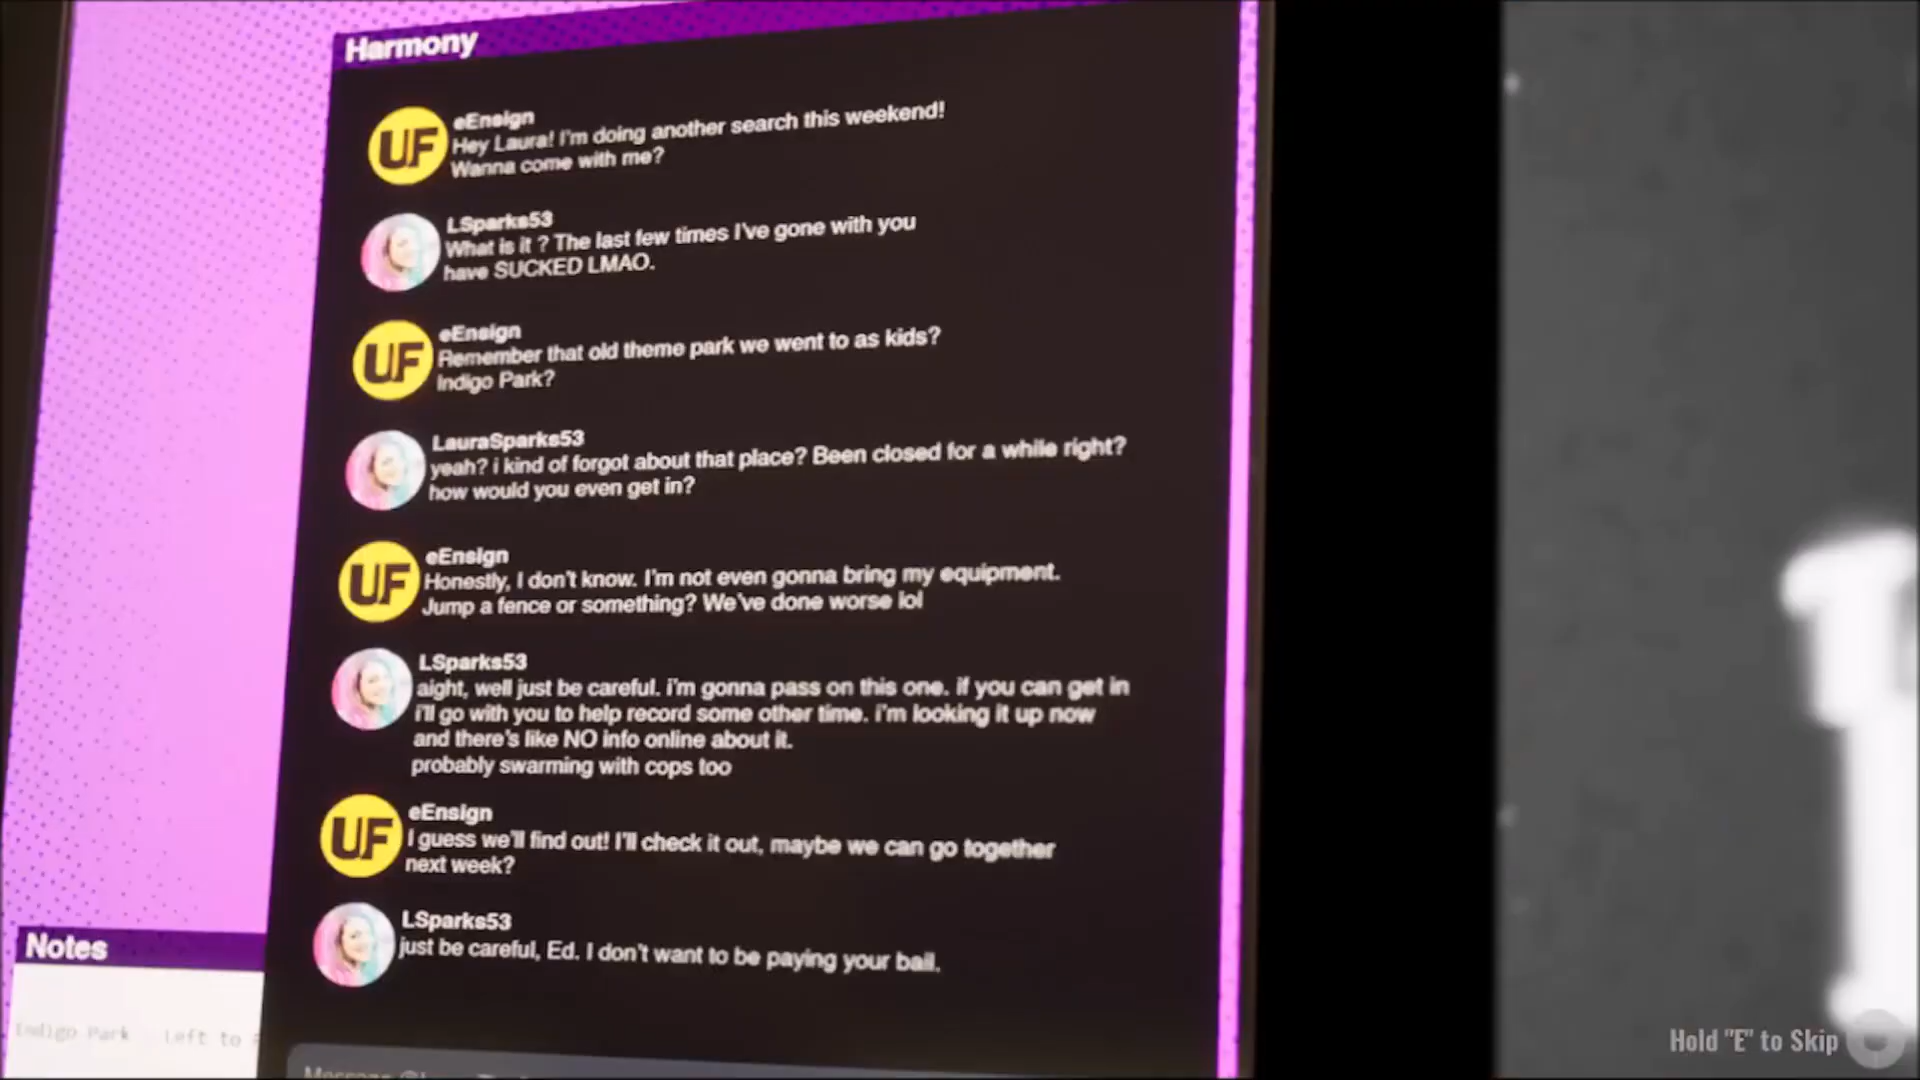 Harmony
UF
eEnsign
Hey Laura! I'm doing another search this weekend!
Wanna come with me?
LSparks53
What is it ? The last few times I've gone with you
have SUCKED LMAO.
UF
eEnsign
Remember that old theme park we went to as kids?
Indigo Park?
LauraSparks53
yeah? i kind of forgot about that place? Been closed for a while right?
how would you even get in?
UF
eEnsign
Honestly, I don't know. I'm not even gonna bring my equipment.
Jump a fence or something? We've done worse lol
LSparks53
aight, well just be careful. i'm gonna pass on this one. if you can get in
i'll go with you to help record some other time. i'm looking it up now
and there's like NO info online about it.
probably swarming with cops too
UF
eEnsign
I guess we'll find out! I'll check it out, maybe we can go together
next week?
LSparks53
just be careful, Ed. I don't want to be paying your bail.
Notes
Indigo Park Left to
Hold "E" to Skip